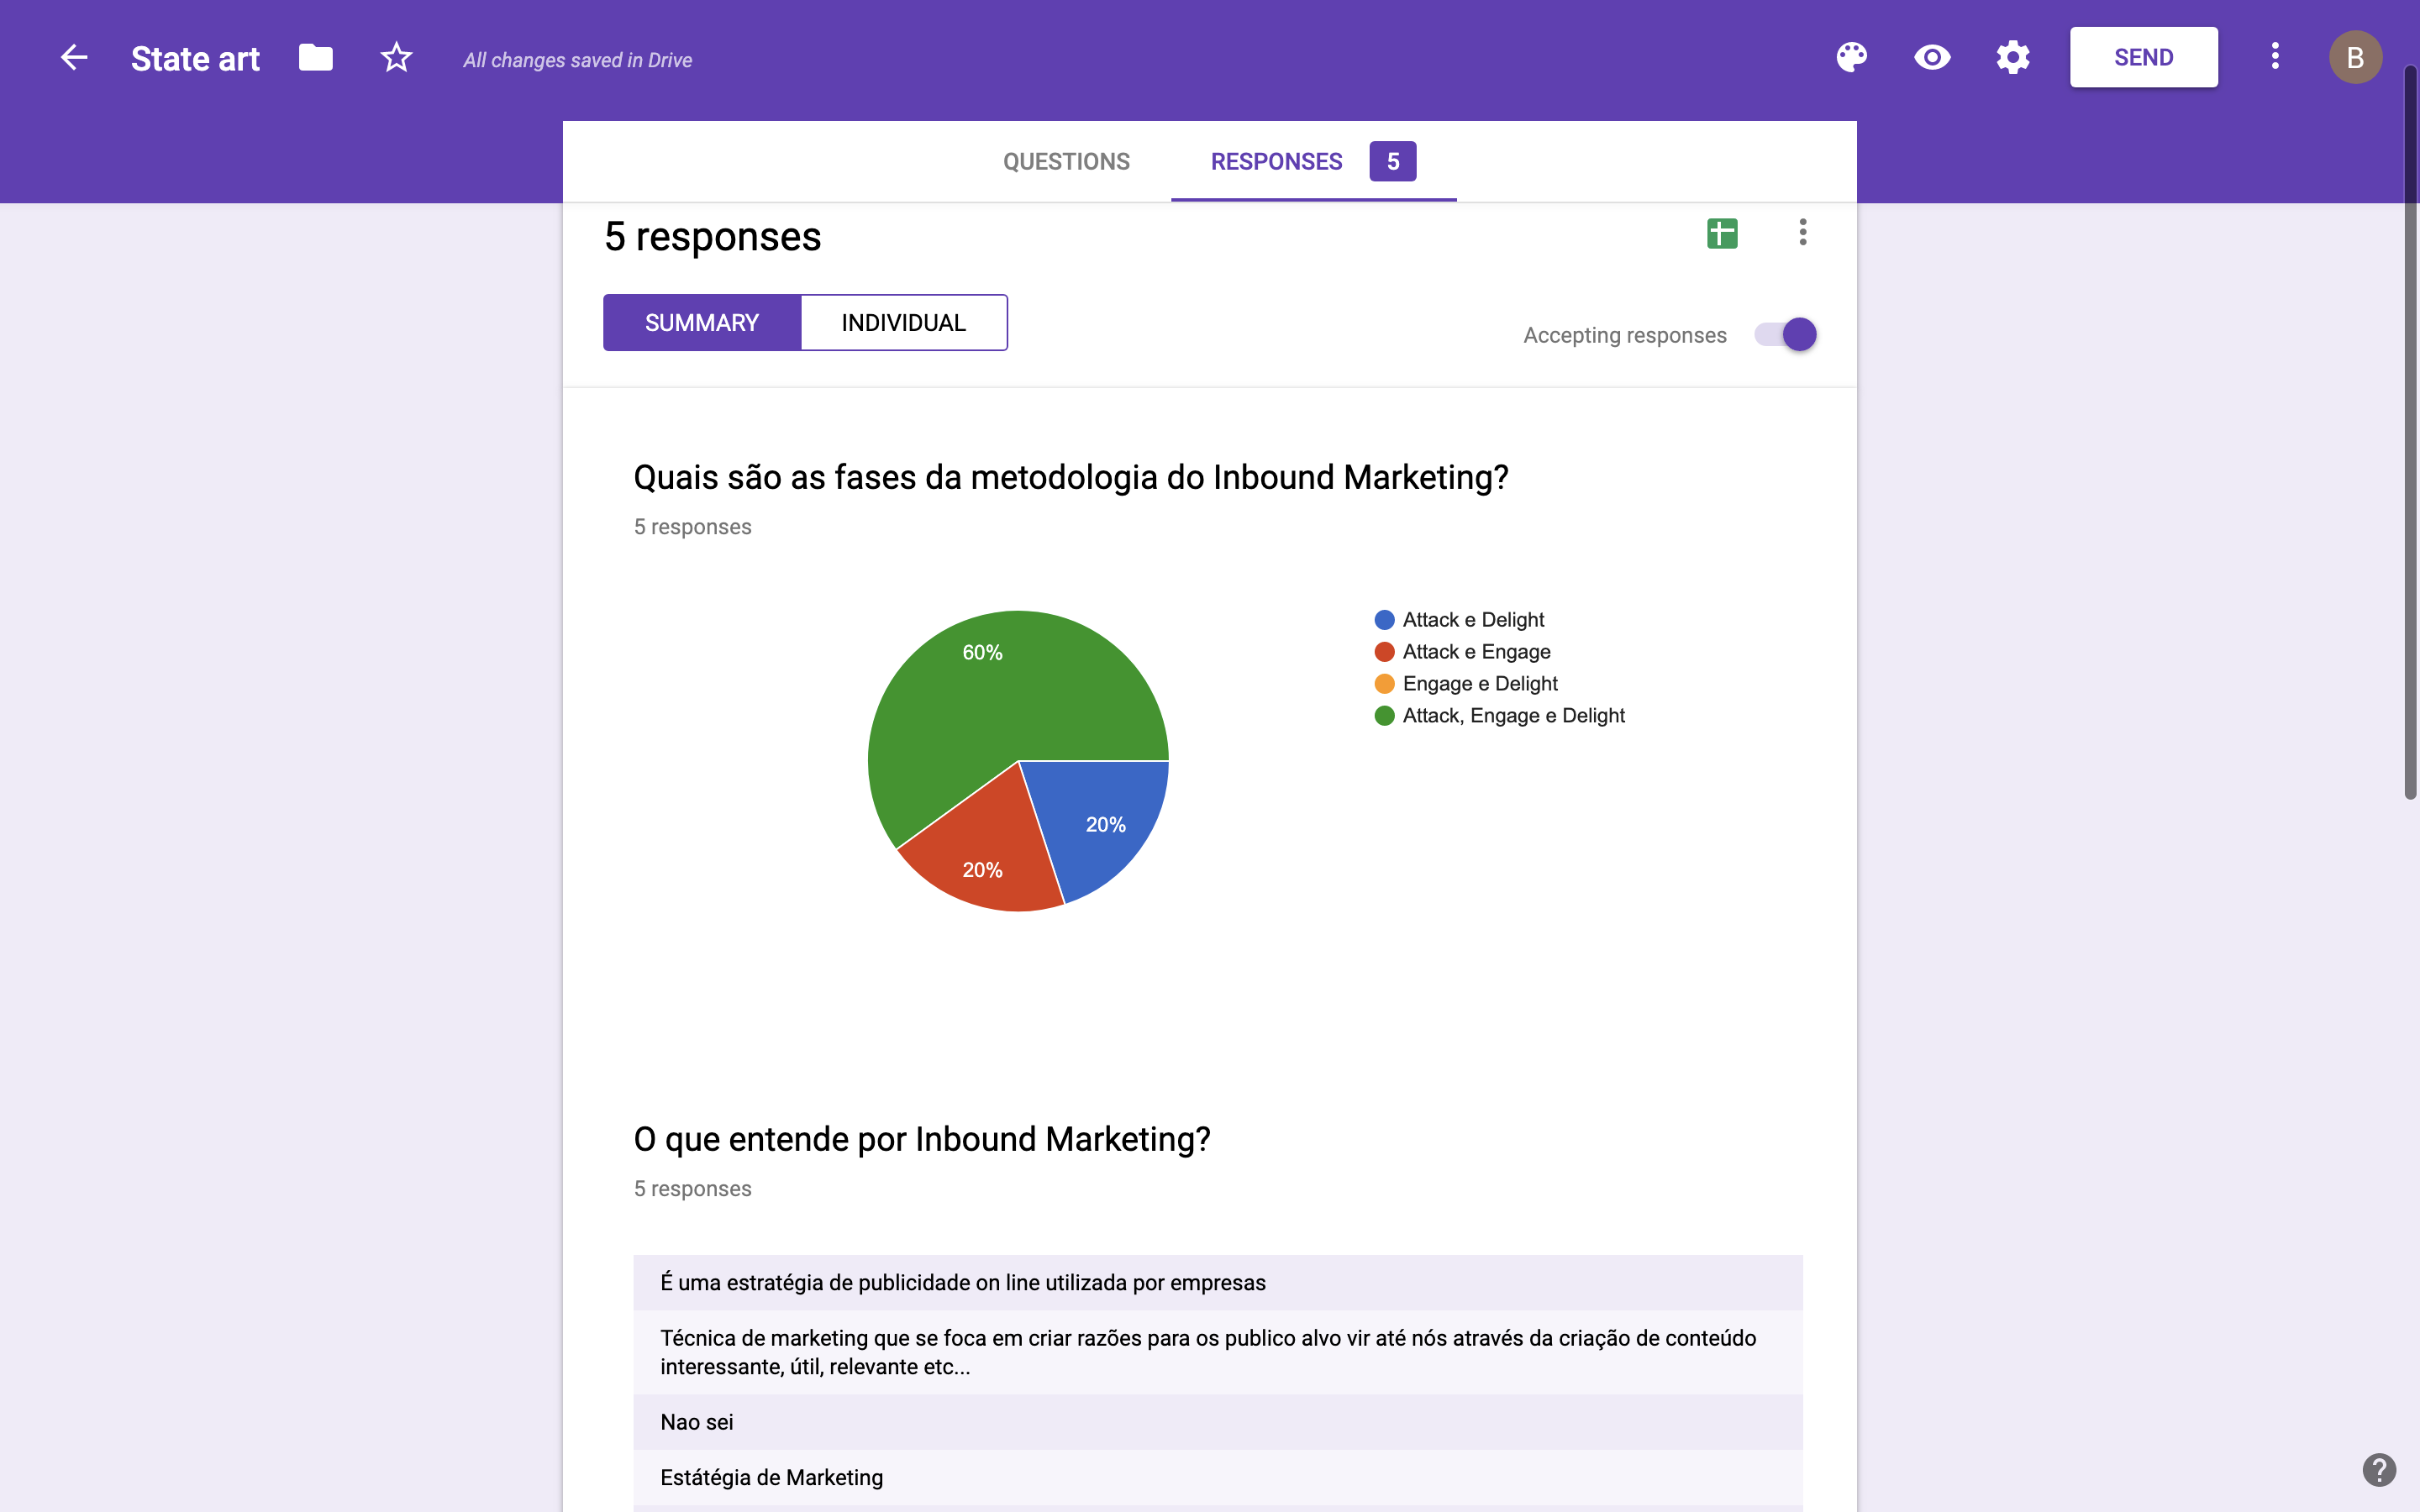 State art
All changes saved in Drive
SEND
B
QUESTIONS
RESPONSES
5
5 responses
SUMMARY
INDIVIDUAL
Accepting responses
Quais são as fases da metodologia do Inbound Marketing?
5 responses
60%
20%
20%
Attack e Delight
Attack e Engage
Engage e Delight
Attack, Engage e Delight
O que entende por Inbound Marketing?
5 responses
É uma estratégia de publicidade on line utilizada por empresas
Técnica de marketing que se foca em criar razões para os publico alvo vir até nós através da criação de conteúdo
interessante, útil, relevante etc...
Nao sei
Estátégia de Marketing
?